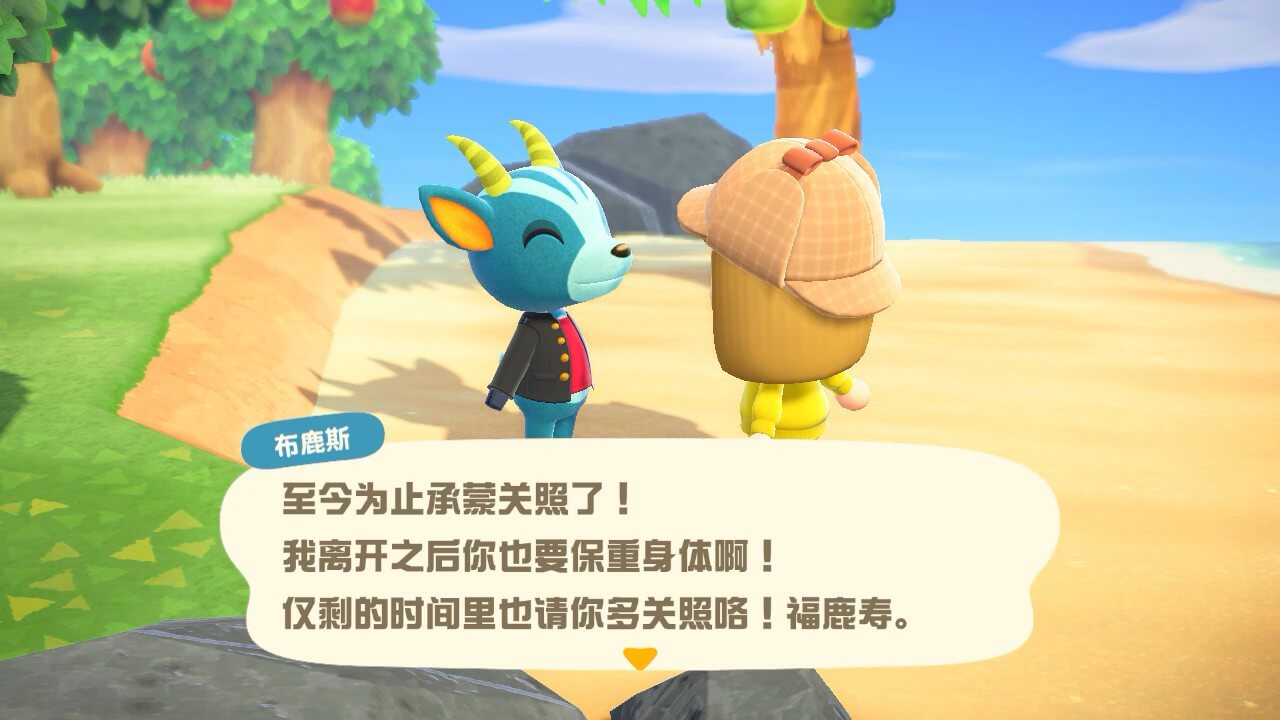 布鹿斯
至今为止承蒙关照了！
我离开之后你也要保重身体啊！
仅剩的时间里也请你多关照咯！福鹿寿。